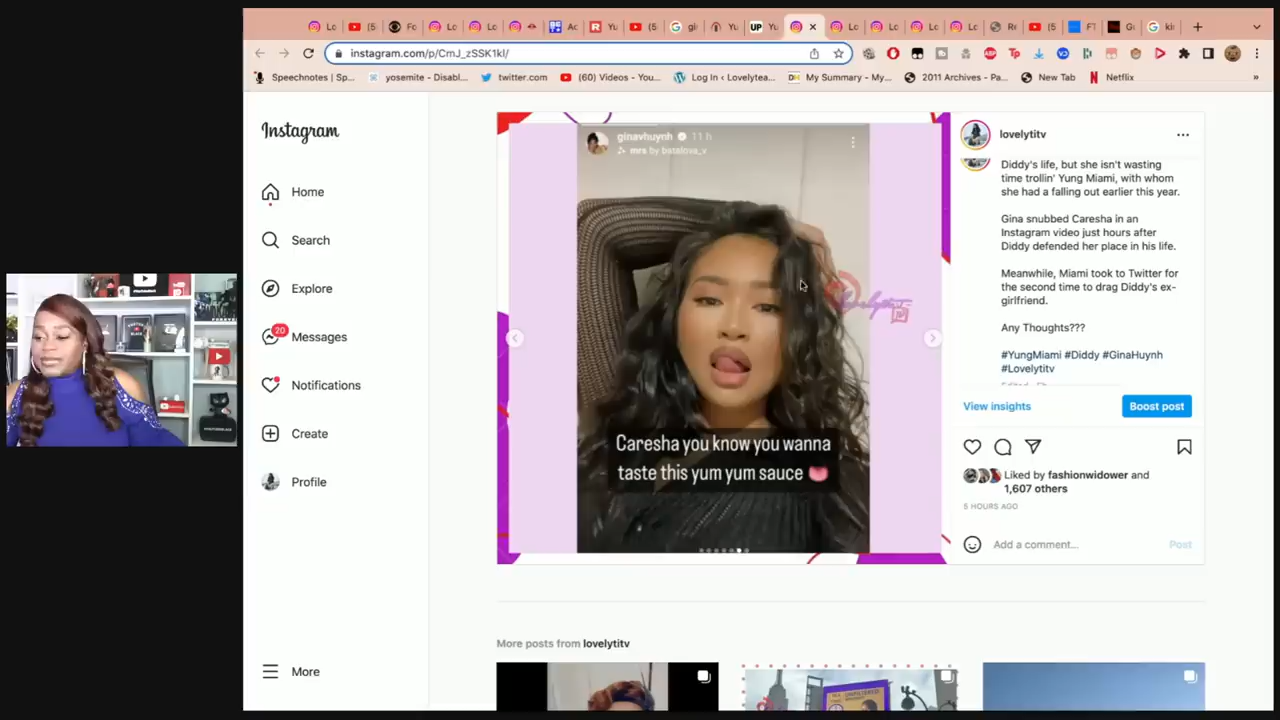 instagram.com/p/CmJ_zSSK1kI/
Speechnotes | Sp...
yosemite - Disabl...
twitter.com
(60) Videos - You...
Log In ‹ Lovelytea...
My Summary - My...
2011 Archives - Pa...
New Tab
Netflix
»
Instagram
Home
Search
Explore
20
Messages
Notifications
Create
Profile
More
ginavhuynh 11 h
mrs by batalova_v
Caresha you know you wanna
taste this yum yum sauce
lovelytitv
Diddy's life, but she isn't wasting
time trollin' Yung Miami, with whom
she had a falling out earlier this year.
Gina snubbed Caresha in an
Instagram video just hours after
Diddy defended her place in his life.
Meanwhile, Miami took to Twitter for
the second time to drag Diddy's ex-
girlfriend.
Any Thoughts???
#YungMiami #Diddy #GinaHuynh
#Lovelytitv
View insights
Boost post
Liked by fashionwidower and
1,607 others
5 HOURS AGO
Add a comment...
Post
More posts from lovelytitv